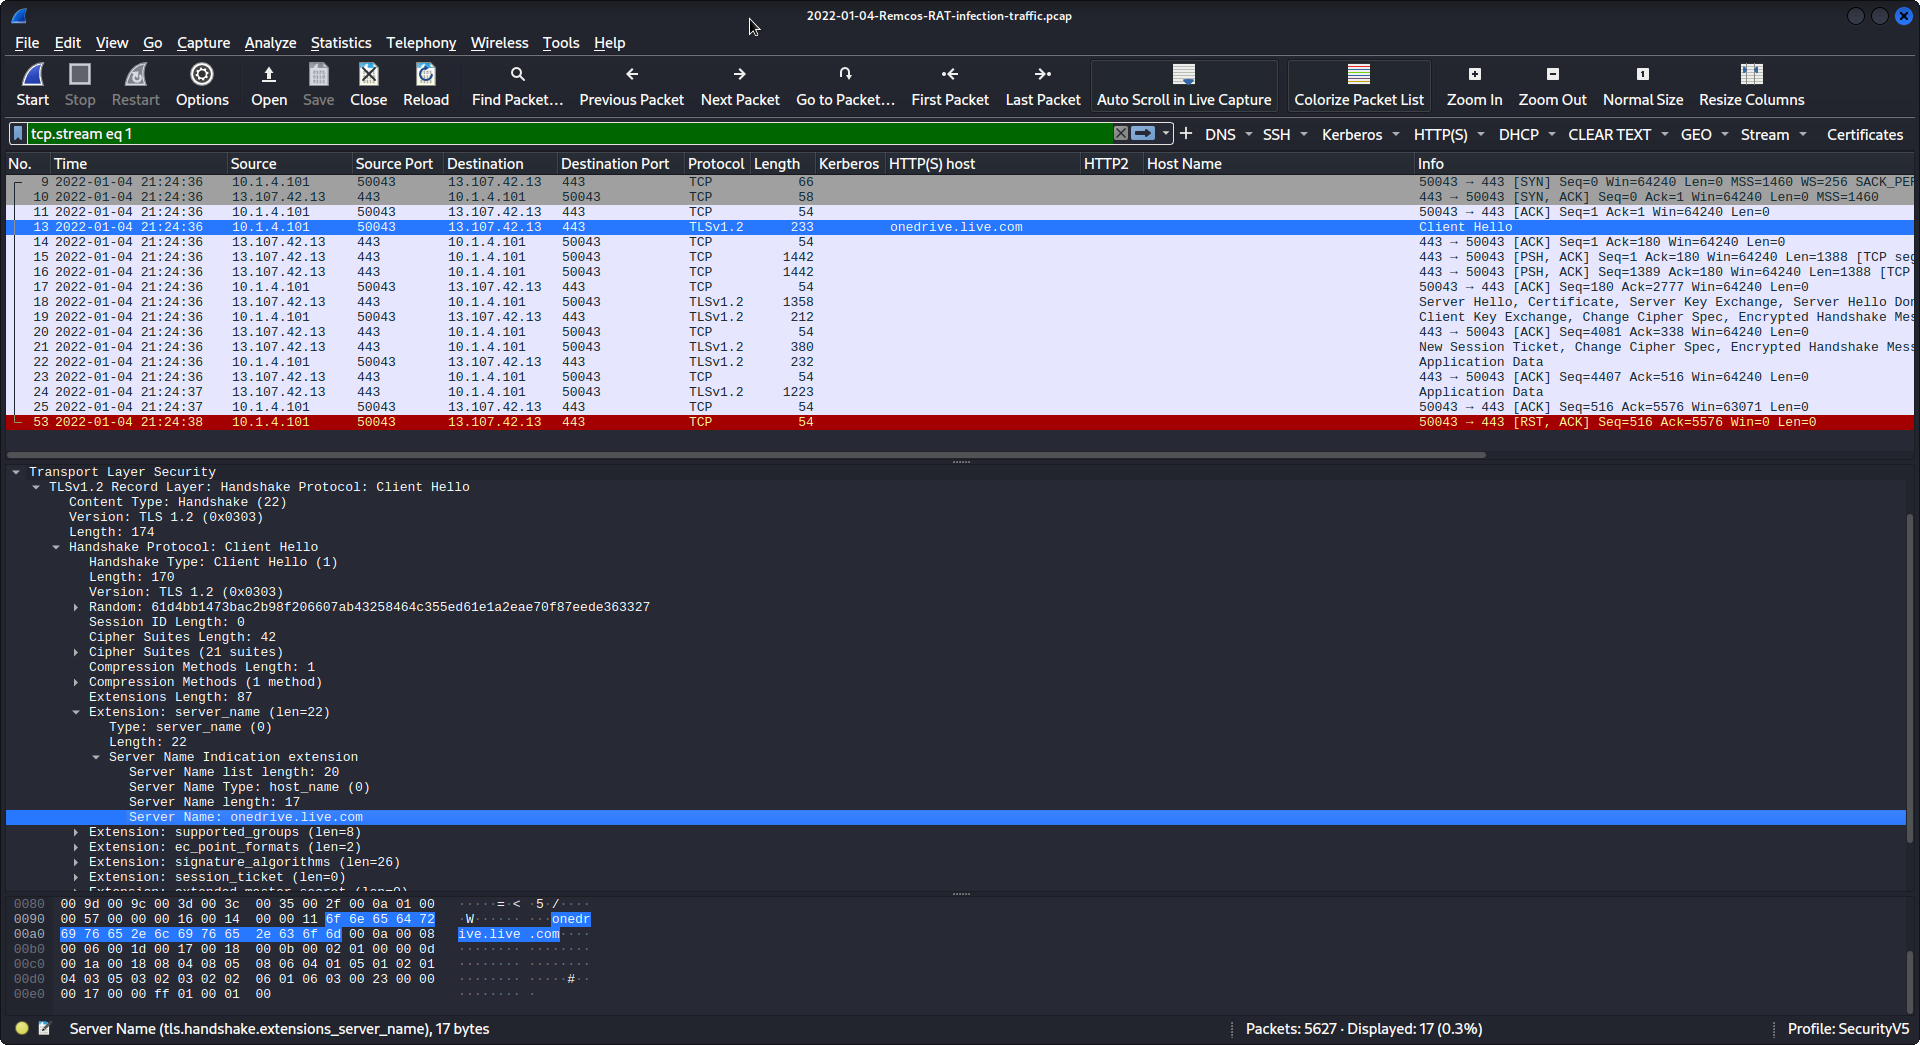 2022-01-04-Remcos-RAT-infection-traffic.pcap
File Edit View Go Capture Analyze Statistics Telephony Wireless Tools Help
Start Stop Restart Options Open Save Close Reload Find Packet... Previous Packet Next Packet Go to Packet... First Packet Last Packet Auto Scroll in Live Capture Colorize Packet List Zoom In Zoom Out Normal Size Resize Columns
tcp.stream eq 1 + DNS SSH Kerberos HTTP(S) DHCP CLEAR TEXT GEO Stream Certificates
No. Time Source Source Port Destination Destination Port Protocol Length Kerberos HTTP(S) host HTTP2 Host Name Info
9 2022-01-04 21:24:36 10.1.4.101 50043 13.107.42.13 443 TCP 66 50043 → 443 [SYN] Seq=0 Win=64240 Len=0 MSS=1460 WS=256 SACK_PER
10 2022-01-04 21:24:36 13.107.42.13 443 10.1.4.101 50043 TCP 58 443 → 50043 [SYN, ACK] Seq=0 Ack=1 Win=64240 Len=0 MSS=1460
11 2022-01-04 21:24:36 10.1.4.101 50043 13.107.42.13 443 TCP 54 50043 → 443 [ACK] Seq=1 Ack=1 Win=64240 Len=0
13 2022-01-04 21:24:36 10.1.4.101 50043 13.107.42.13 443 TLSv1.2 233 onedrive.live.com Client Hello
14 2022-01-04 21:24:36 13.107.42.13 443 10.1.4.101 50043 TCP 54 443 → 50043 [ACK] Seq=1 Ack=180 Win=64240 Len=0
15 2022-01-04 21:24:36 13.107.42.13 443 10.1.4.101 50043 TCP 1442 443 → 50043 [PSH, ACK] Seq=1 Ack=180 Win=64240 Len=1388 [TCP seg
16 2022-01-04 21:24:36 13.107.42.13 443 10.1.4.101 50043 TCP 1442 443 → 50043 [PSH, ACK] Seq=1389 Ack=180 Win=64240 Len=1388 [TCP
17 2022-01-04 21:24:36 10.1.4.101 50043 13.107.42.13 443 TCP 54 50043 → 443 [ACK] Seq=180 Ack=2777 Win=64240 Len=0
18 2022-01-04 21:24:36 13.107.42.13 443 10.1.4.101 50043 TLSv1.2 1358 Server Hello, Certificate, Server Key Exchange, Server Hello Don
19 2022-01-04 21:24:36 10.1.4.101 50043 13.107.42.13 443 TLSv1.2 212 Client Key Exchange, Change Cipher Spec, Encrypted Handshake Mes
20 2022-01-04 21:24:36 13.107.42.13 443 10.1.4.101 50043 TCP 54 443 → 50043 [ACK] Seq=4081 Ack=338 Win=64240 Len=0
21 2022-01-04 21:24:36 13.107.42.13 443 10.1.4.101 50043 TLSv1.2 380 New Session Ticket, Change Cipher Spec, Encrypted Handshake Mess
22 2022-01-04 21:24:36 10.1.4.101 50043 13.107.42.13 443 TLSv1.2 232 Application Data
23 2022-01-04 21:24:36 13.107.42.13 443 10.1.4.101 50043 TCP 54 443 → 50043 [ACK] Seq=4407 Ack=516 Win=64240 Len=0
24 2022-01-04 21:24:37 13.107.42.13 443 10.1.4.101 50043 TLSv1.2 1223 Application Data
25 2022-01-04 21:24:37 10.1.4.101 50043 13.107.42.13 443 TCP 54 50043 → 443 [ACK] Seq=516 Ack=5576 Win=63071 Len=0
53 2022-01-04 21:24:38 10.1.4.101 50043 13.107.42.13 443 TCP 54 50043 → 443 [RST, ACK] Seq=516 Ack=5576 Win=0 Len=0
Transport Layer Security
TLSv1.2 Record Layer: Handshake Protocol: Client Hello
Content Type: Handshake (22)
Version: TLS 1.2 (0x0303)
Length: 174
Handshake Protocol: Client Hello
Handshake Type: Client Hello (1)
Length: 170
Version: TLS 1.2 (0x0303)
Random: 61d4bb1473bac2b98f206607ab43258464c355ed61e1a2eae70f87eede363327
Session ID Length: 0
Cipher Suites Length: 42
Cipher Suites (21 suites)
Compression Methods Length: 1
Compression Methods (1 method)
Extensions Length: 87
Extension: server_name (len=22)
Type: server_name (0)
Length: 22
Server Name Indication extension
Server Name list length: 20
Server Name Type: host_name (0)
Server Name length: 17
Server Name: onedrive.live.com
Extension: supported_groups (len=8)
Extension: ec_point_formats (len=2)
Extension: signature_algorithms (len=26)
Extension: session_ticket (len=0)
Extension: extended_master_secret (len=0)
0080 00 9d 00 9c 00 3d 00 3c 00 35 00 2f 00 0a 01 00 ·····=·< ·5·/····
0090 00 57 00 00 00 16 00 14 00 00 11 6f 6e 65 64 72 ·W······ ···onedr
00a0 69 76 65 2e 6c 69 76 65 2e 63 6f 6d 00 0a 00 08 ive.live .com····
00b0 00 06 00 1d 00 17 00 18 00 0b 00 02 01 00 00 0d ········ ········
00c0 00 1a 00 18 08 04 08 05 08 06 04 01 05 01 02 01 ········ ········
00d0 04 03 05 03 02 03 02 02 06 01 06 03 00 23 00 00 ········ ·····#··
00e0 00 17 00 00 ff 01 00 01 00 ········ ·
Server Name (tls.handshake.extensions_server_name), 17 bytes Packets: 5627 · Displayed: 17 (0.3%) Profile: SecurityV5